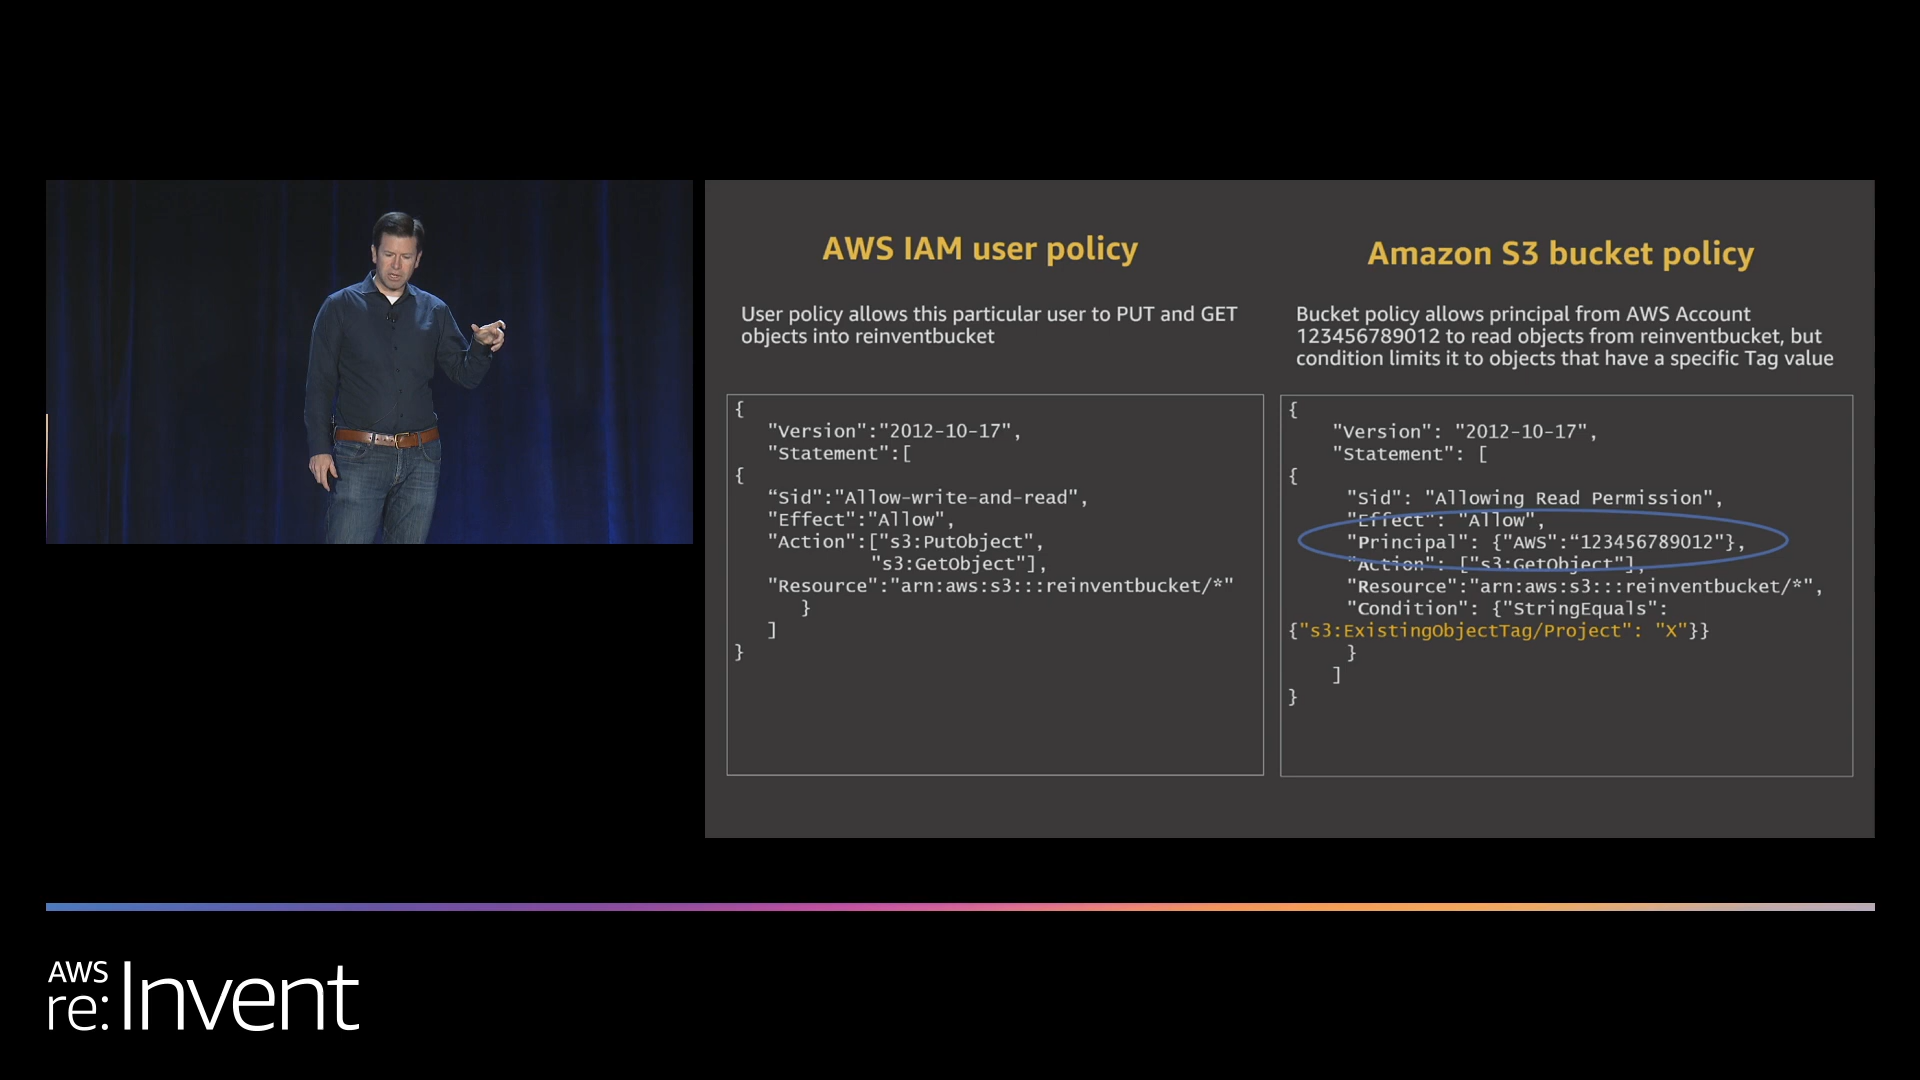 AWS IAM user policy
User policy allows this particular user to PUT and GET
objects into reinventbucket
{
"Version":"2012-10-17",
"Statement":[
{
“Sid":"Allow-write-and-read",
"Effect":"Allow",
"Action":["s3:PutObject",
"s3:GetObject"],
"Resource":"arn:aws:s3:::reinventbucket/*"
}
]
}
Amazon S3 bucket policy
Bucket policy allows principal from AWS Account
123456789012 to read objects from reinventbucket, but
condition limits it to objects that have a specific Tag value
{
"Version": "2012-10-17",
"Statement": [
{
"Sid": "Allowing Read Permission",
"Effect": "Allow",
"Principal": {"AWS":“123456789012"},
"Action": ["s3:GetObject"],
"Resource":"arn:aws:s3:::reinventbucket/*",
"Condition": {"StringEquals":
{"s3:ExistingObjectTag/Project": "X"}}
}
]
}
AWS
re:Invent